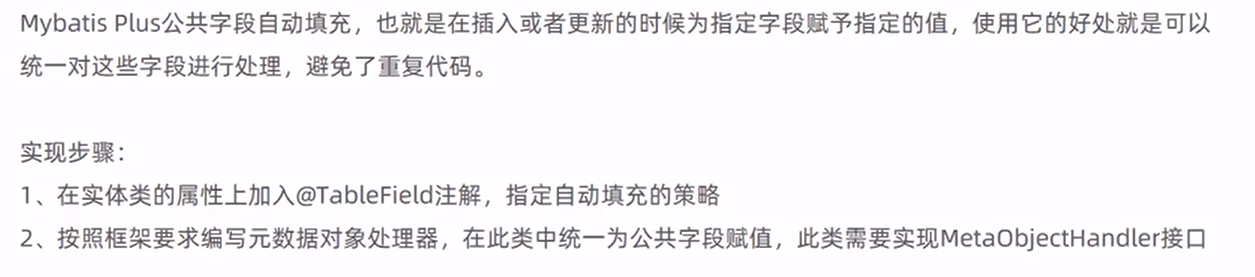 Mybatis Plus公共字段自动填充，也就是在插入或者更新的时候为指定字段赋予指定的值，使用它的好处就是可以
统一对这些字段进行处理，避免了重复代码。
实现步骤：
1、在实体类的属性上加入@TableField注解，指定自动填充的策略
2、按照框架要求编写元数据对象处理器，在此类中统一为公共字段赋值，此类需要实现MetaObjectHandler接口